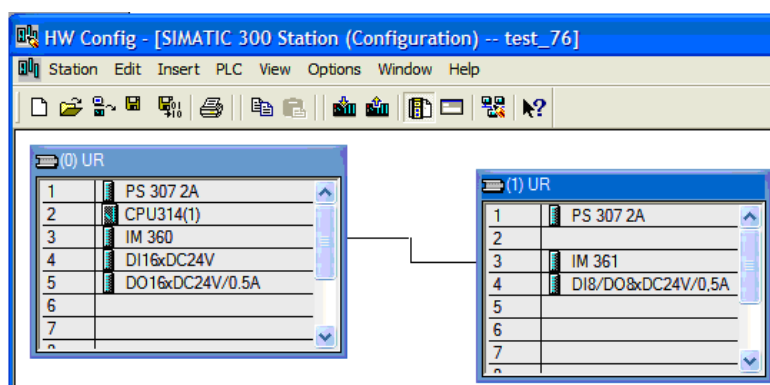 HW Config - [SIMATIC 300 Station (Configuration) -- test_76]
Station Edit Insert PLC View Options Window Help
(0) UR
1 PS 307 2A
2 CPU314(1)
3 IM 360
4 DI16xDC24V
5 DO16xDC24V/0.5A
6
7
(1) UR
1 PS 307 2A
2
3 IM 361
4 DI8/DO8xDC24V/0,5A
5
6
7